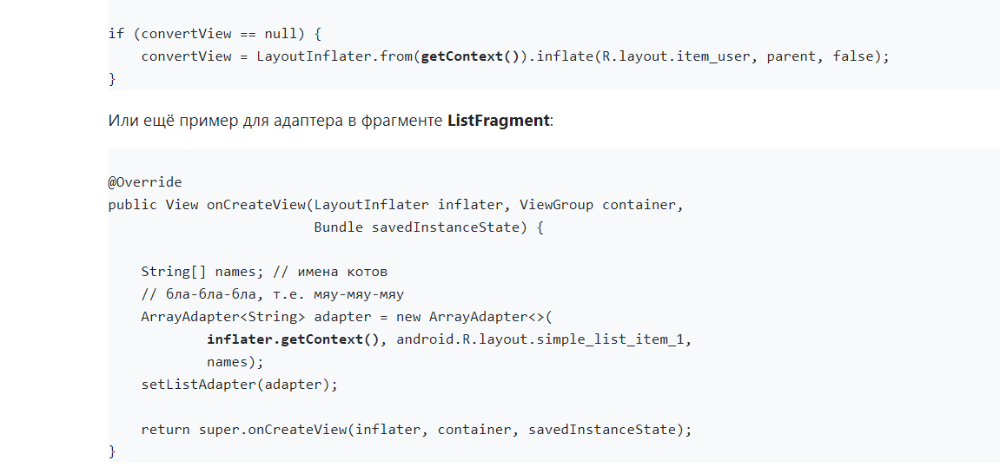 if (convertView == null) {
    convertView = LayoutInflater.from(getContext()).inflate(R.layout.item_user, parent, false);
}
Или ещё пример для адаптера в фрагменте ListFragment:
@Override
public View onCreateView(LayoutInflater inflater, ViewGroup container,
                         Bundle savedInstanceState) {
    String[] names; // имена котов
    // бла-бла-бла, т.е. мяу-мяу-мяу
    ArrayAdapter<String> adapter = new ArrayAdapter<>(
            inflater.getContext(), android.R.layout.simple_list_item_1,
            names);
    setListAdapter(adapter);
    return super.onCreateView(inflater, container, savedInstanceState);
}